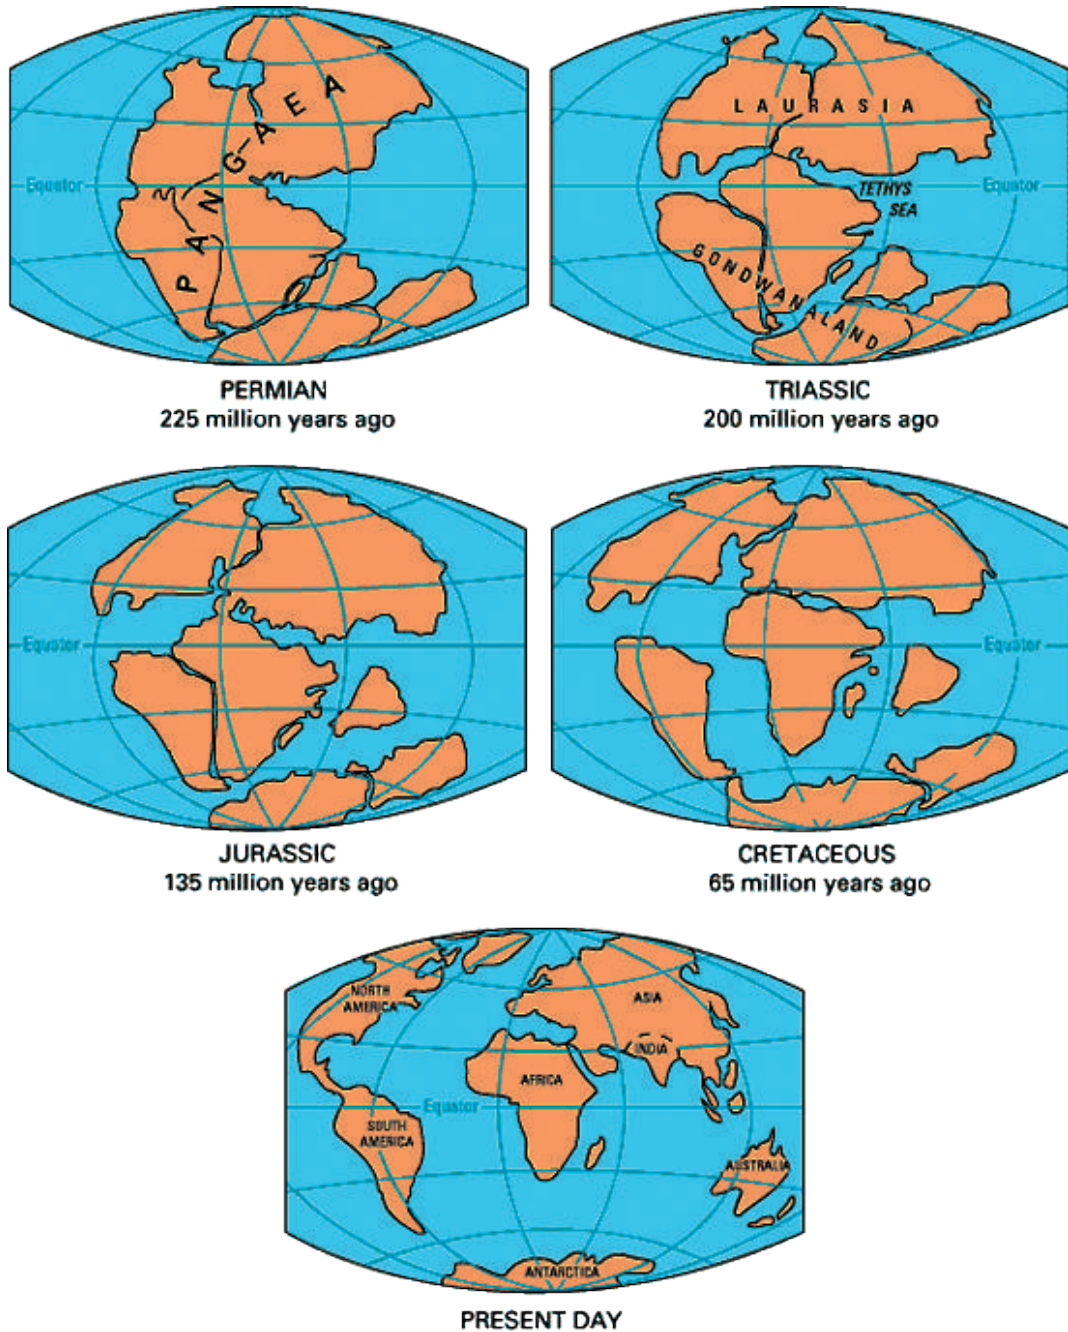 PANGAEA
Equator
PERMIAN
225 million years ago
LAURASIA
TETHYS
SEA
Equator
GONDWANALAND
TRIASSIC
200 million years ago
Equator
JURASSIC
135 million years ago
Equator
CRETACEOUS
65 million years ago
NORTH
AMERICA
ASIA
INDIA
AFRICA
Equator
SOUTH
AMERICA
AUSTRALIA
ANTARCTICA
PRESENT DAY